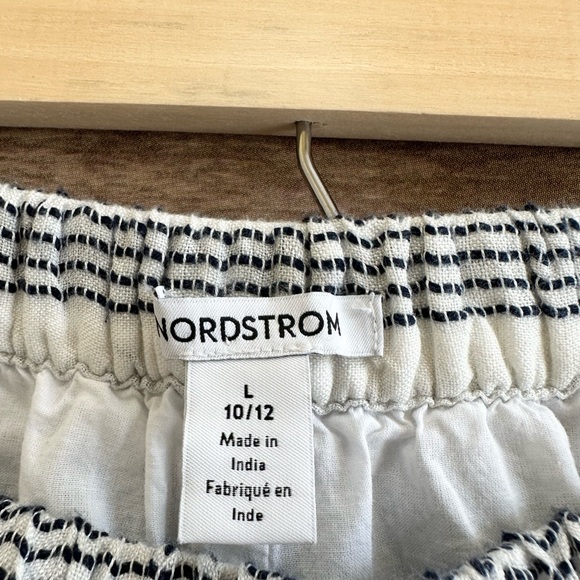 NORDSTROM
L
10/12
Made in
India
Fabriqué en
Inde